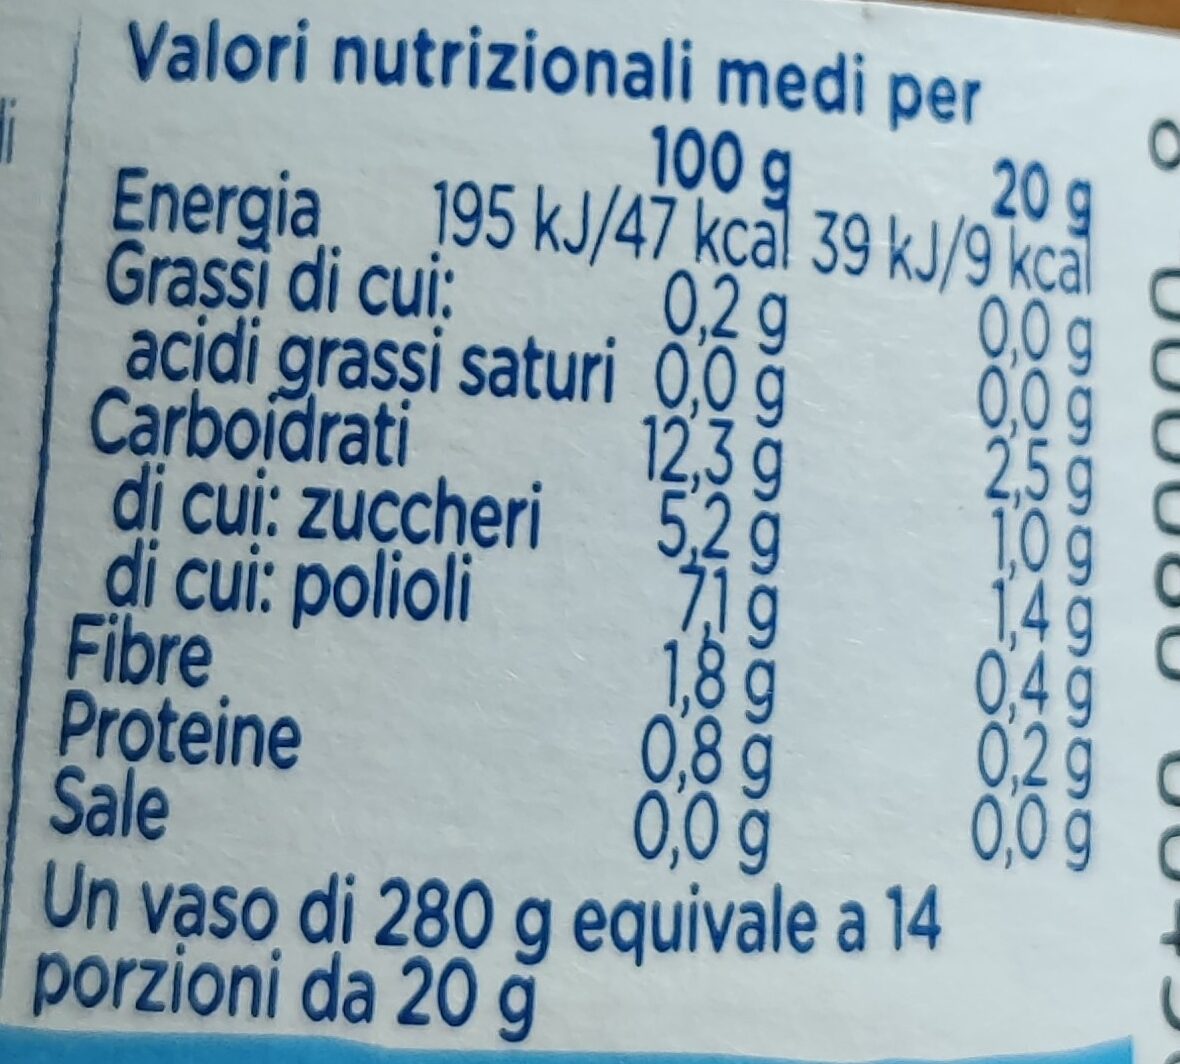 Valori nutrizionali medi per
100 g 20 g
Energia 195 kJ/47 kcal 39 kJ/9 kcal
Grassi di cui: 0,2 g 0,0 g
acidi grassi saturi 0,0 g 0,0 g
Carboidrati 12,3 g 2,5 g
di cui: zuccheri 5,2 g 1,0 g
di cui: polioli 7,1 g 1,4 g
Fibre 1,8 g 0,4 g
Proteine 0,8 g 0,2 g
Sale 0,0 g 0,0 g
Un vaso di 280 g equivale a 14
porzioni da 20 g